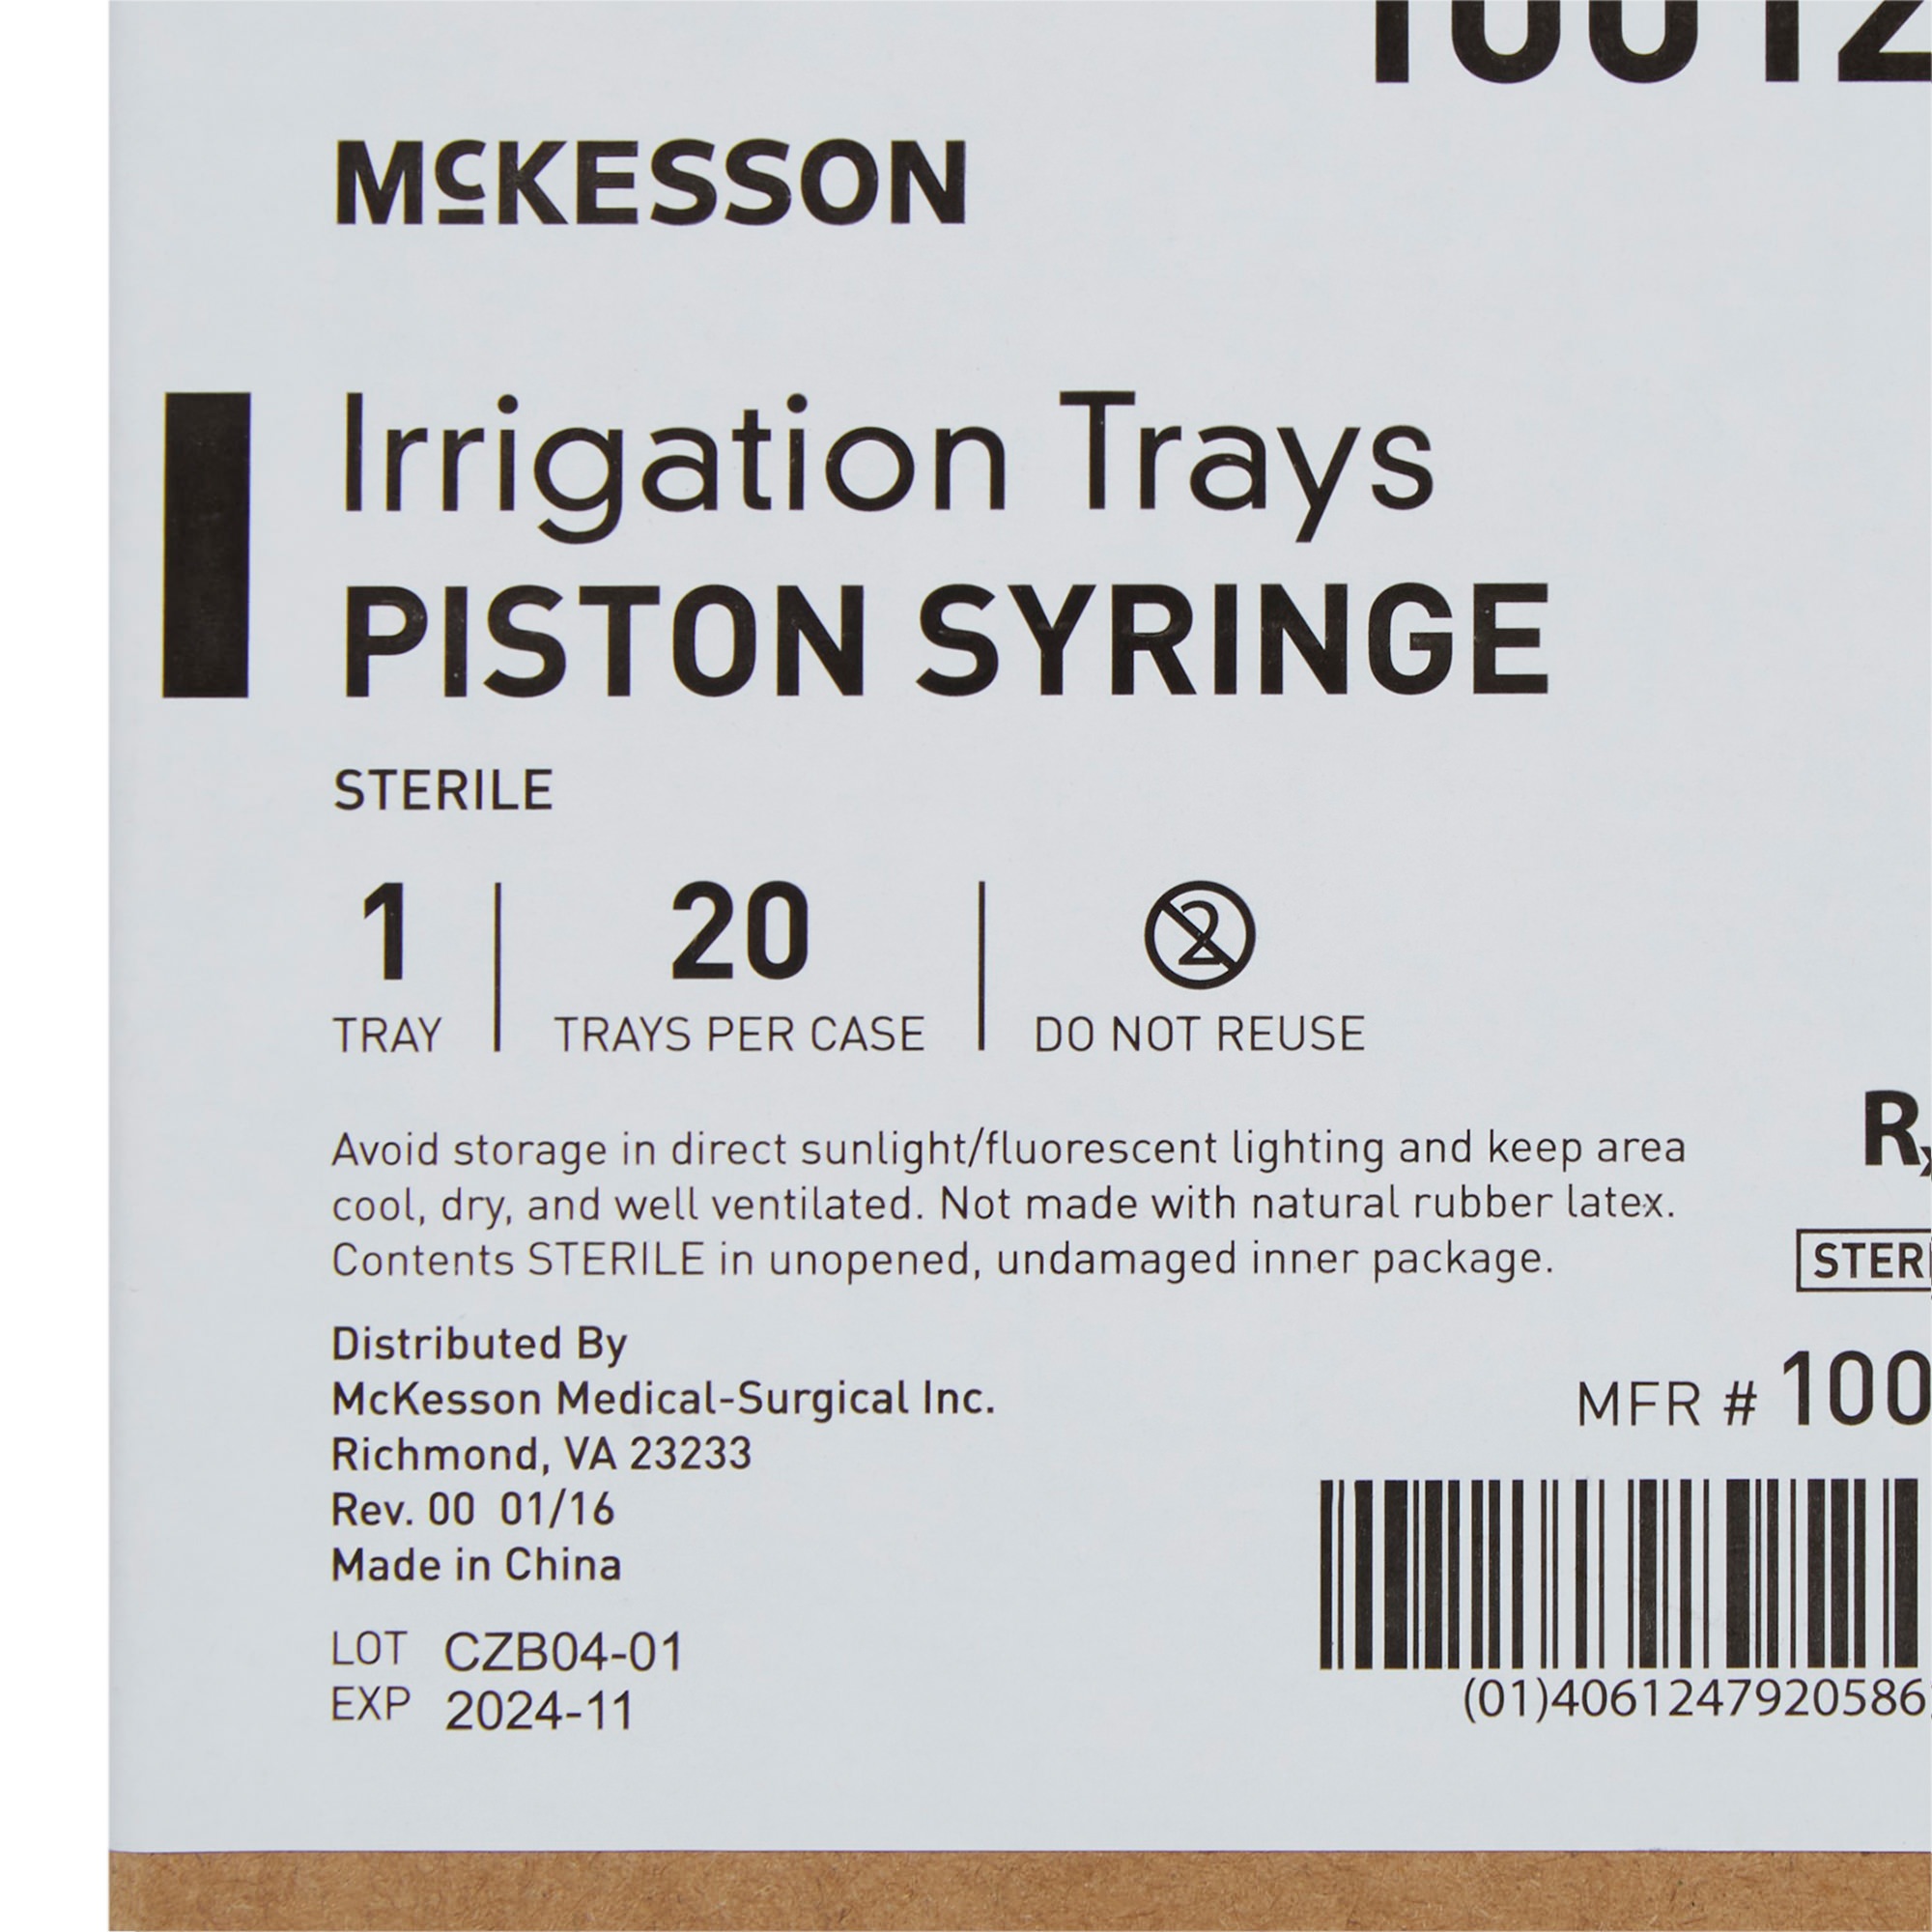 McKESSON
Irrigation Trays
PISTON SYRINGE
STERILE
1
TRAY
20
TRAYS PER CASE
2
DO NOT REUSE
Avoid storage in direct sunlight/fluorescent lighting and keep area
cool, dry, and well ventilated. Not made with natural rubber latex.
Contents STERILE in unopened, undamaged inner package.
Distributed By
McKesson Medical-Surgical Inc.
Richmond, VA 23233
Rev. 00 01/16
Made in China
LOT CZB04-01
EXP 2024-11
MFR # 100
(01)4061247920586